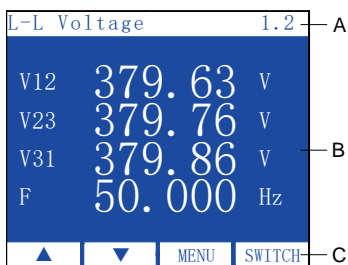 L-L Voltage 1.2 A
V12 379.63 V
V23 379.76 V
B
V31 379.86 V
F 50.000 Hz
▲ ▼ MENU SWITCH C